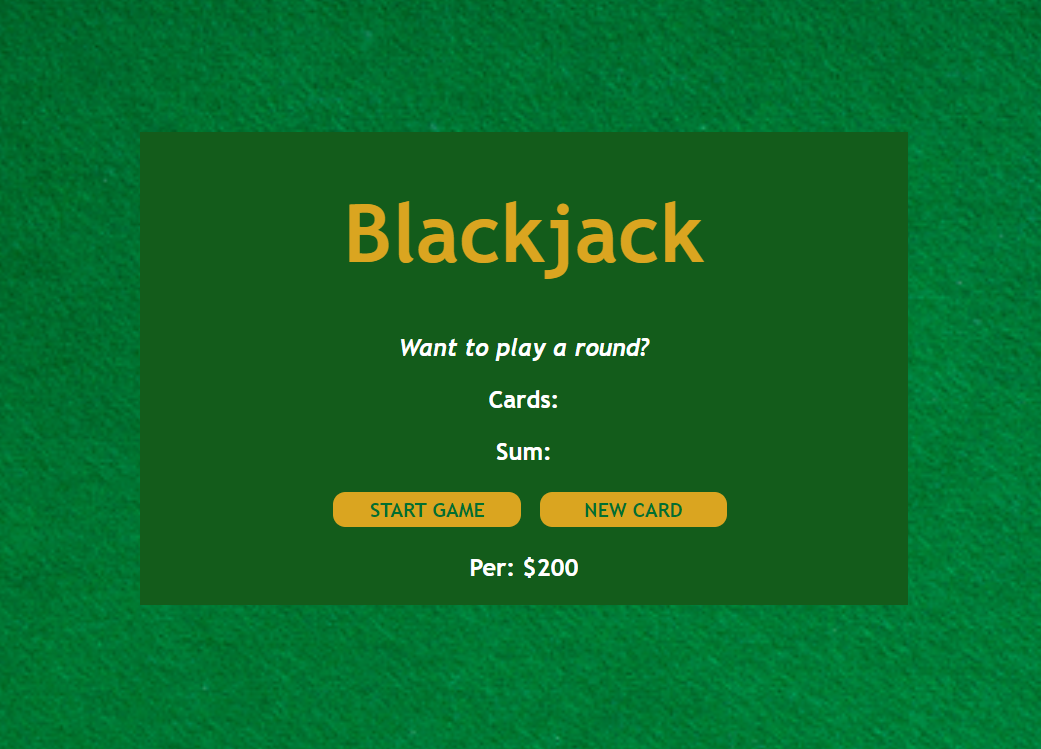 Blackjack
Want to play a round?
Cards:
Sum:
START GAME NEW CARD
Per: $200